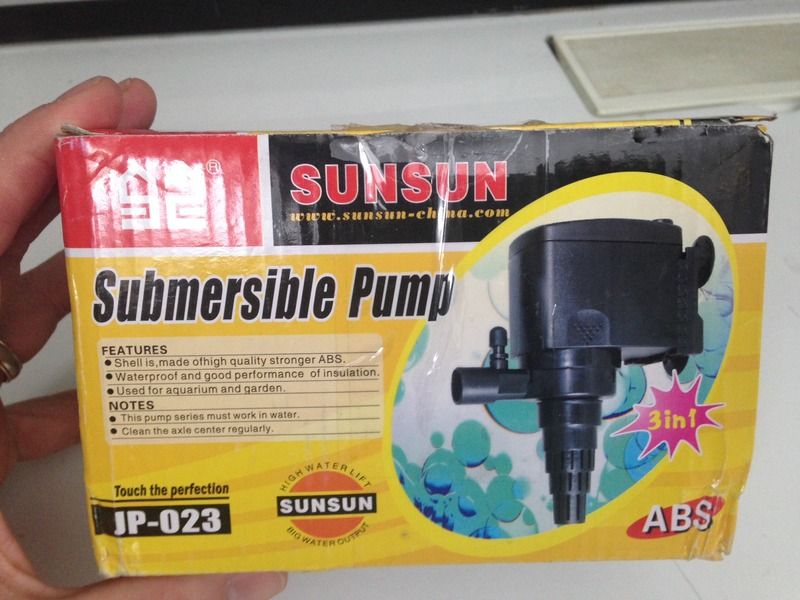 ®
SUNSUN
www.sunsun-china.com
Submersible Pump
FEATURES
● Shell is,made ofhigh quality stronger ABS.
● Waterproof and good performance of insulation.
● Used for aquarium and garden.
NOTES
● This pump series must work in water.
● Clean the axle center regularly.
3in1
Touch the perfection
JP-023
HIGH WATER LIFT
SUNSUN
BIG WATER OUTPUT
ABS